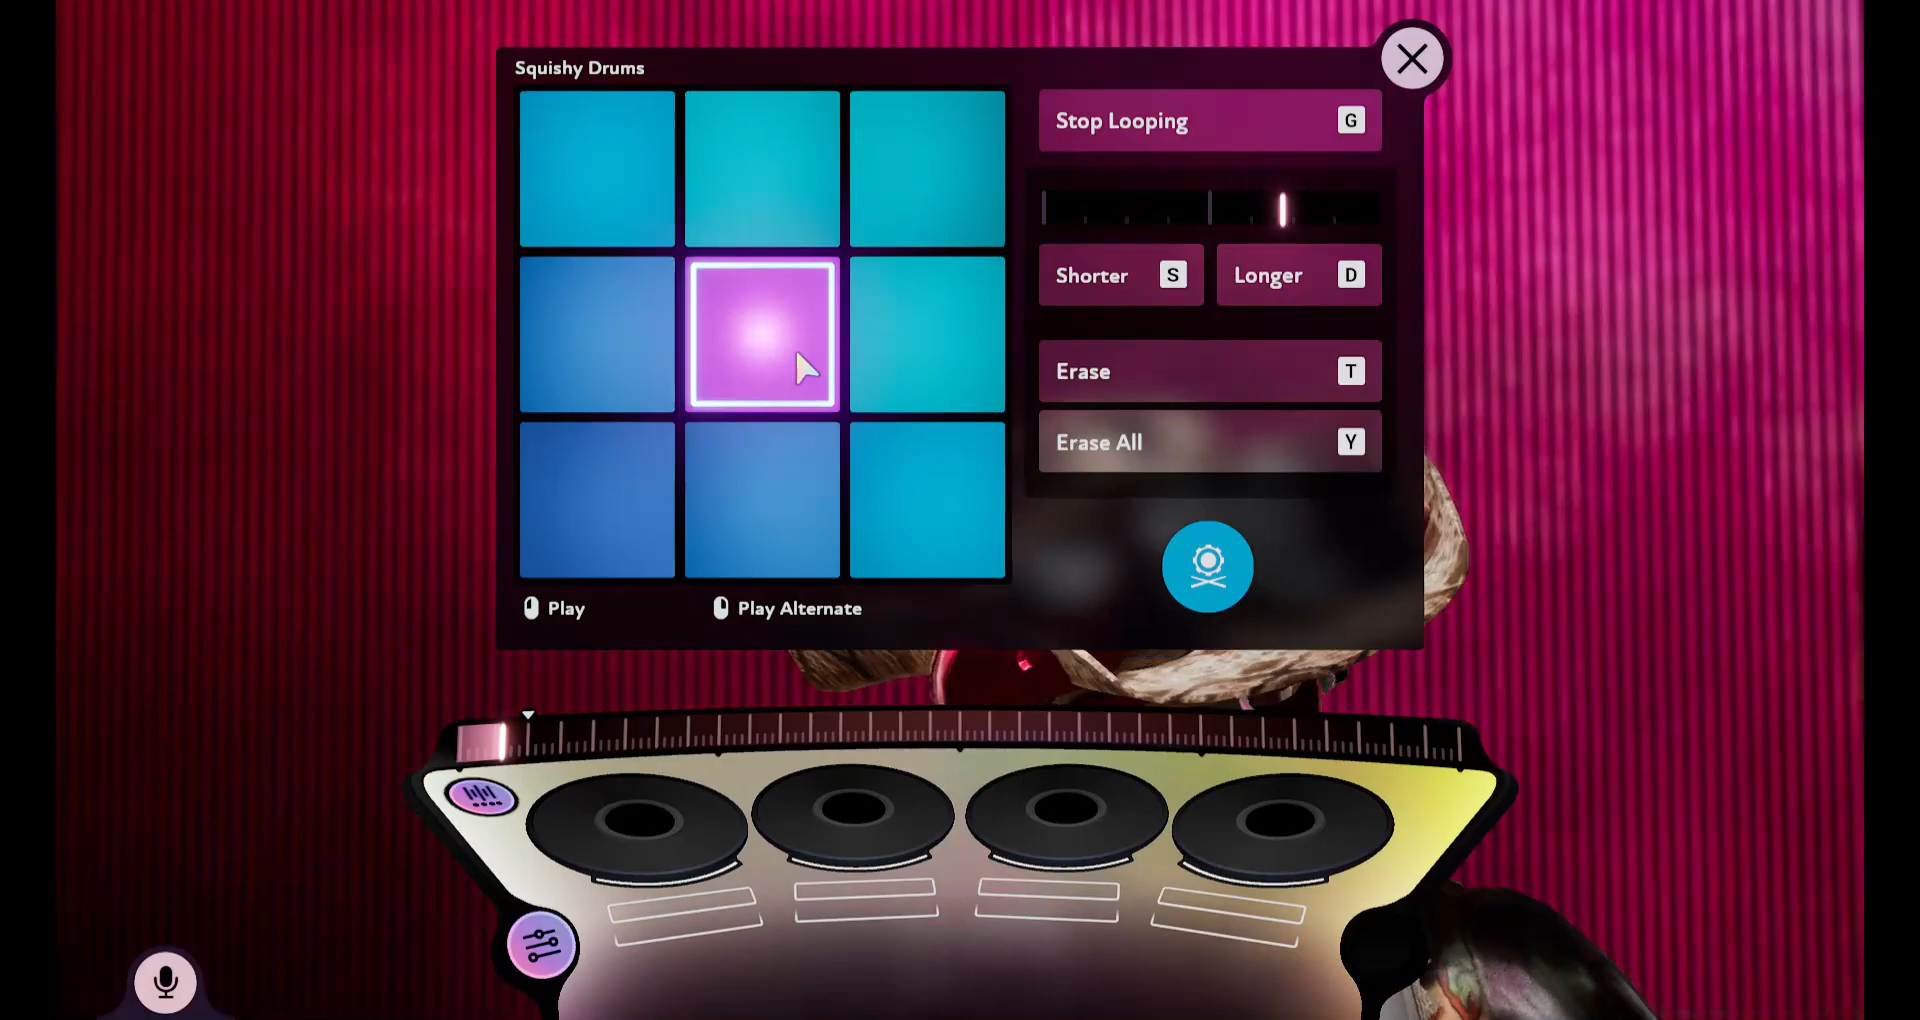 Squishy Drums
Stop Looping G
Shorter S
Longer D
Erase T
Erase All Y
Play
Play Alternate